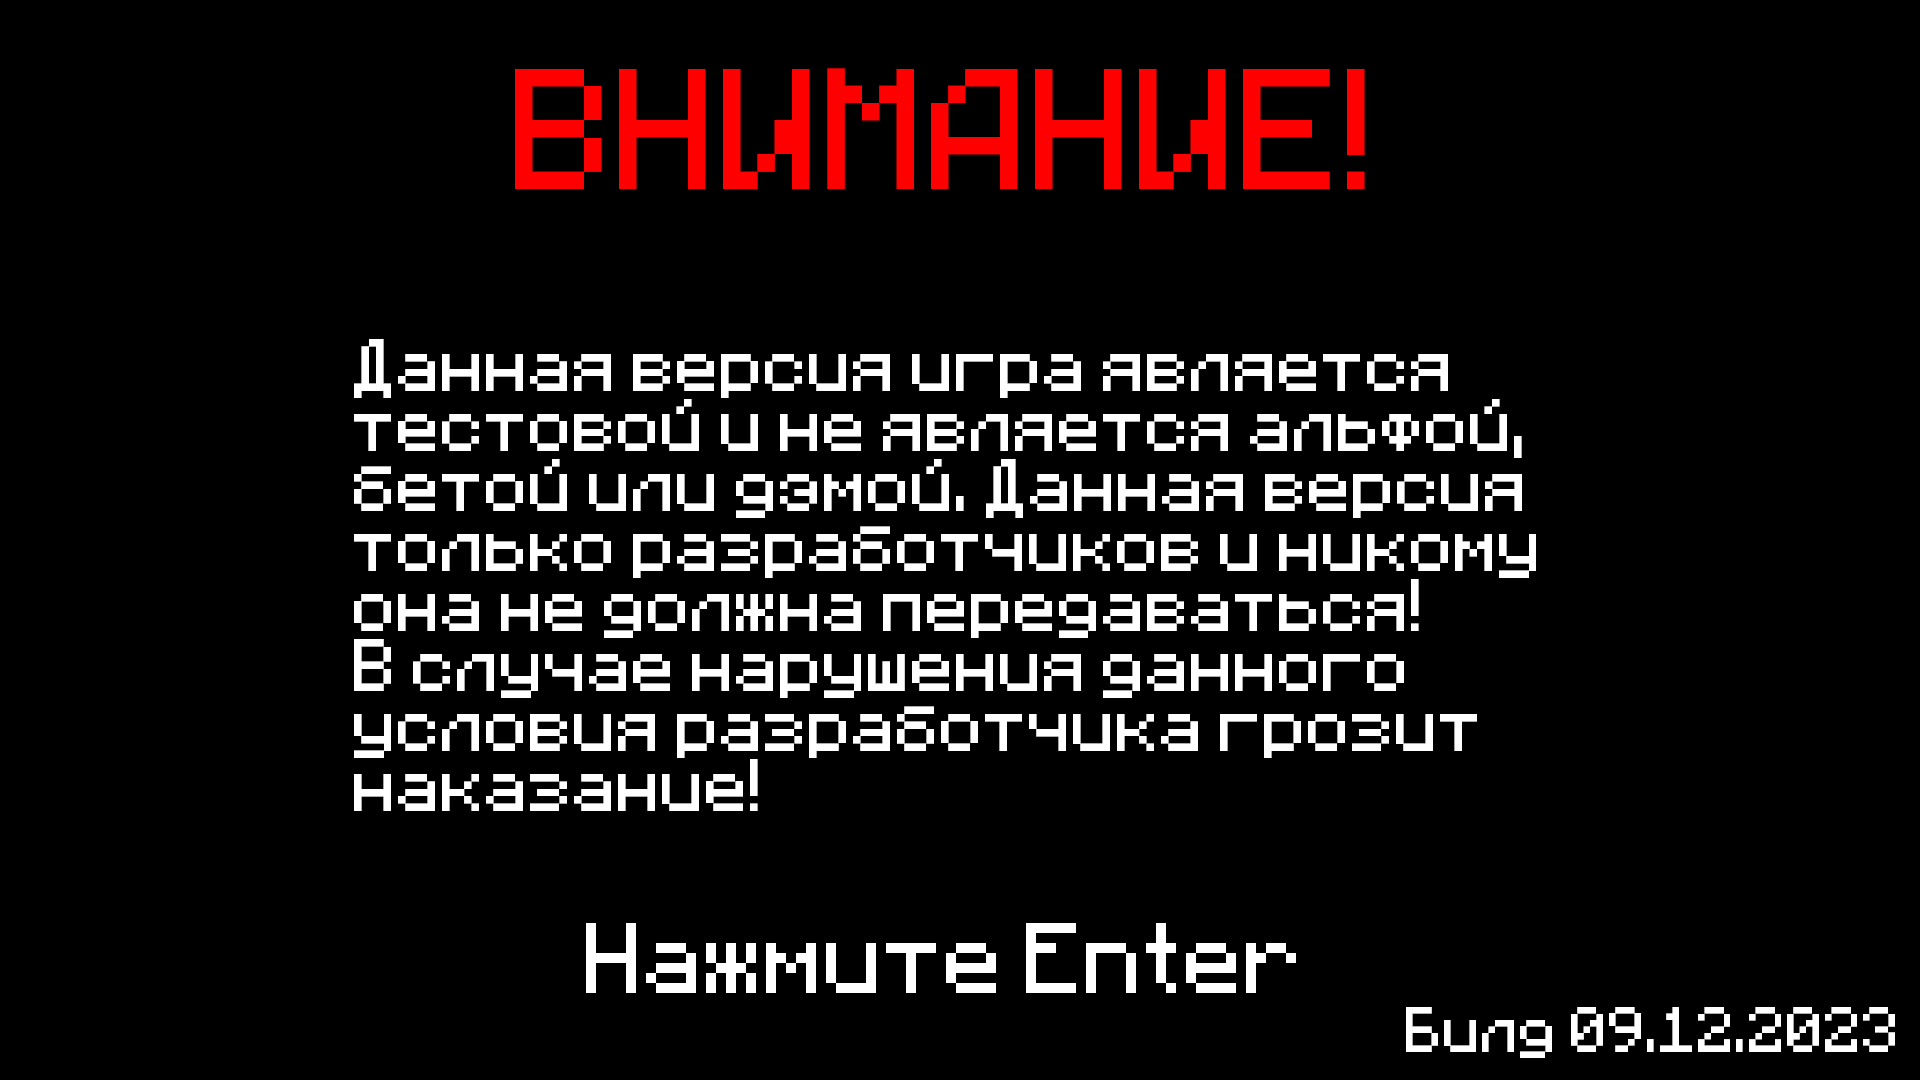 ВНИМАНИЕ!
Данная версия игра является
тестовой и не является альфой,
бетой или дэмой. Данная версия
только разработчиков и никому
она не должна передаваться!
В случае нарушения данного
условия разработчика грозит
наказание!
Нажмите Enter
Билд 09.12.2023